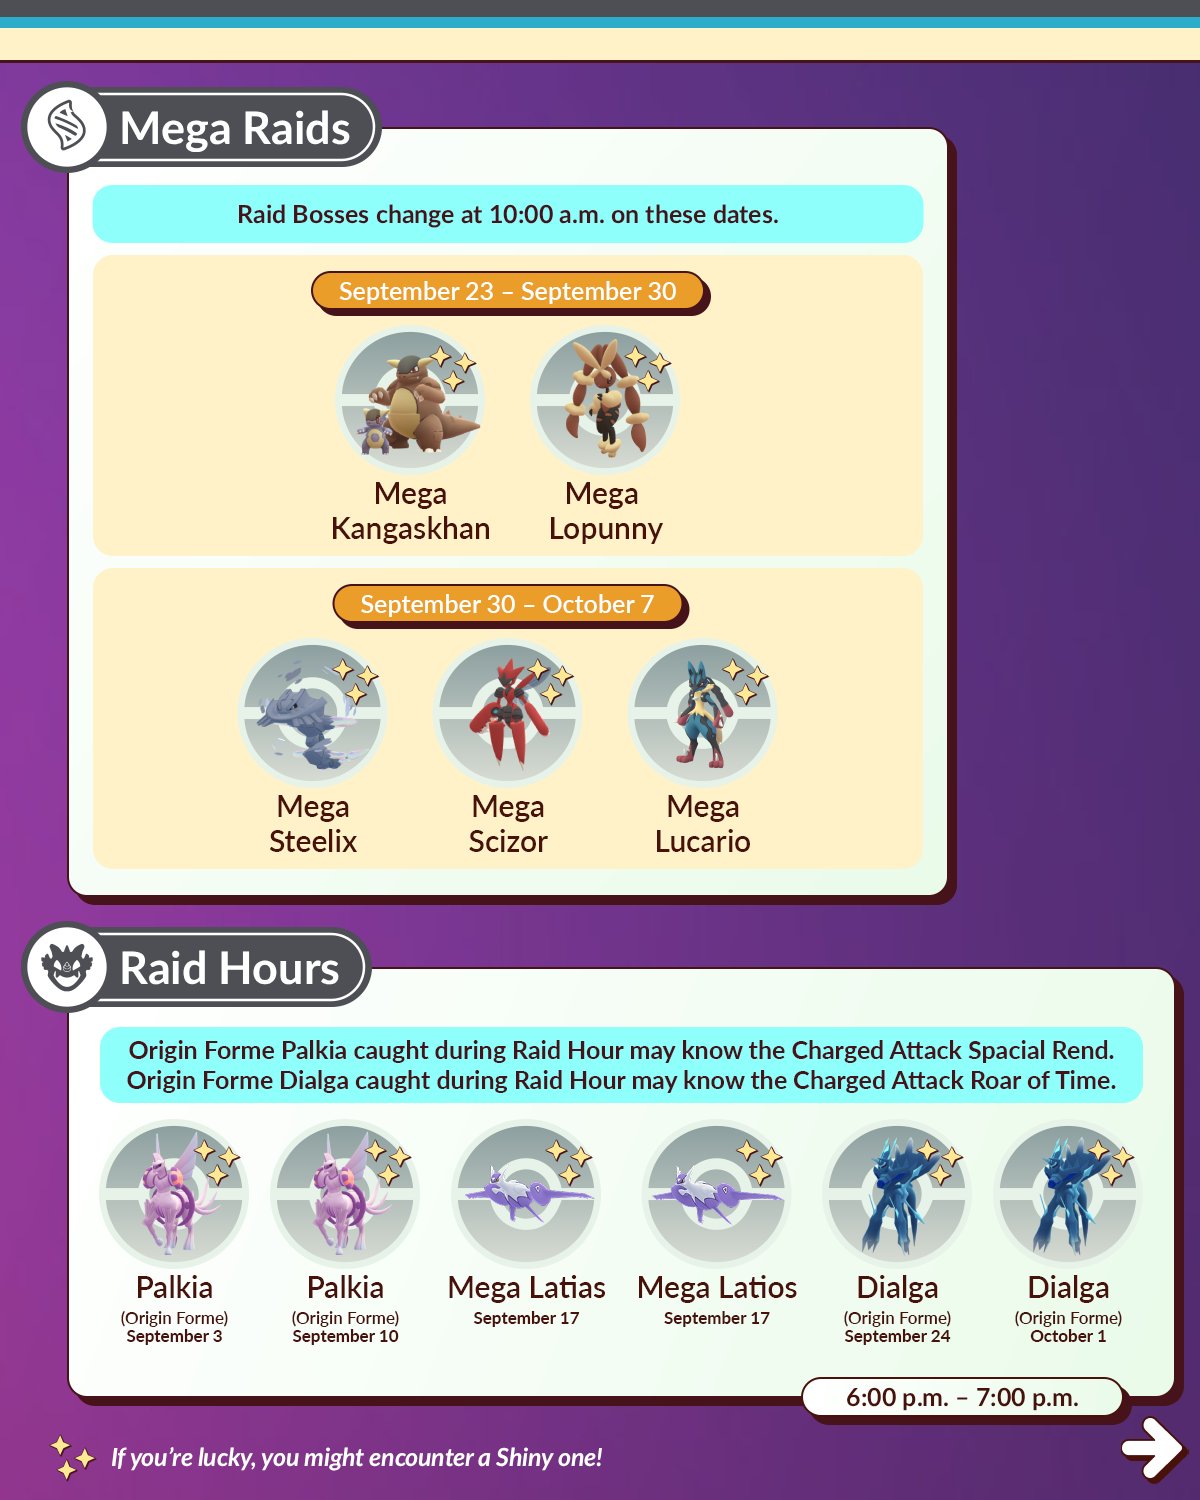 Mega Raids
Raid Bosses change at 10:00 a.m. on these dates.
September 23 – September 30
Mega Kangaskhan
Mega Lopunny
September 30 – October 7
Mega Steelix
Mega Scizor
Mega Lucario
Raid Hours
Origin Forme Palkia caught during Raid Hour may know the Charged Attack Spacial Rend.
Origin Forme Dialga caught during Raid Hour may know the Charged Attack Roar of Time.
Palkia
(Origin Forme)
September 3
Palkia
(Origin Forme)
September 10
Mega Latias
September 17
Mega Latios
September 17
Dialga
(Origin Forme)
September 24
Dialga
(Origin Forme)
October 1
6:00 p.m. – 7:00 p.m.
If you're lucky, you might encounter a Shiny one!